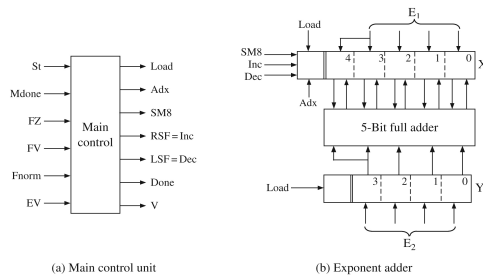 St
Mdone
FZ
FV
Fnorm
EV
Main
control
Load
Adx
SM8
RSF = Inc
LSF = Dec
Done
V
(a) Main control unit
E1
Load
SM8
Inc
Dec
4 3 2 1 0
X
Adx
5-Bit full adder
Load
3 2 1 0
Y
E2
(b) Exponent adder